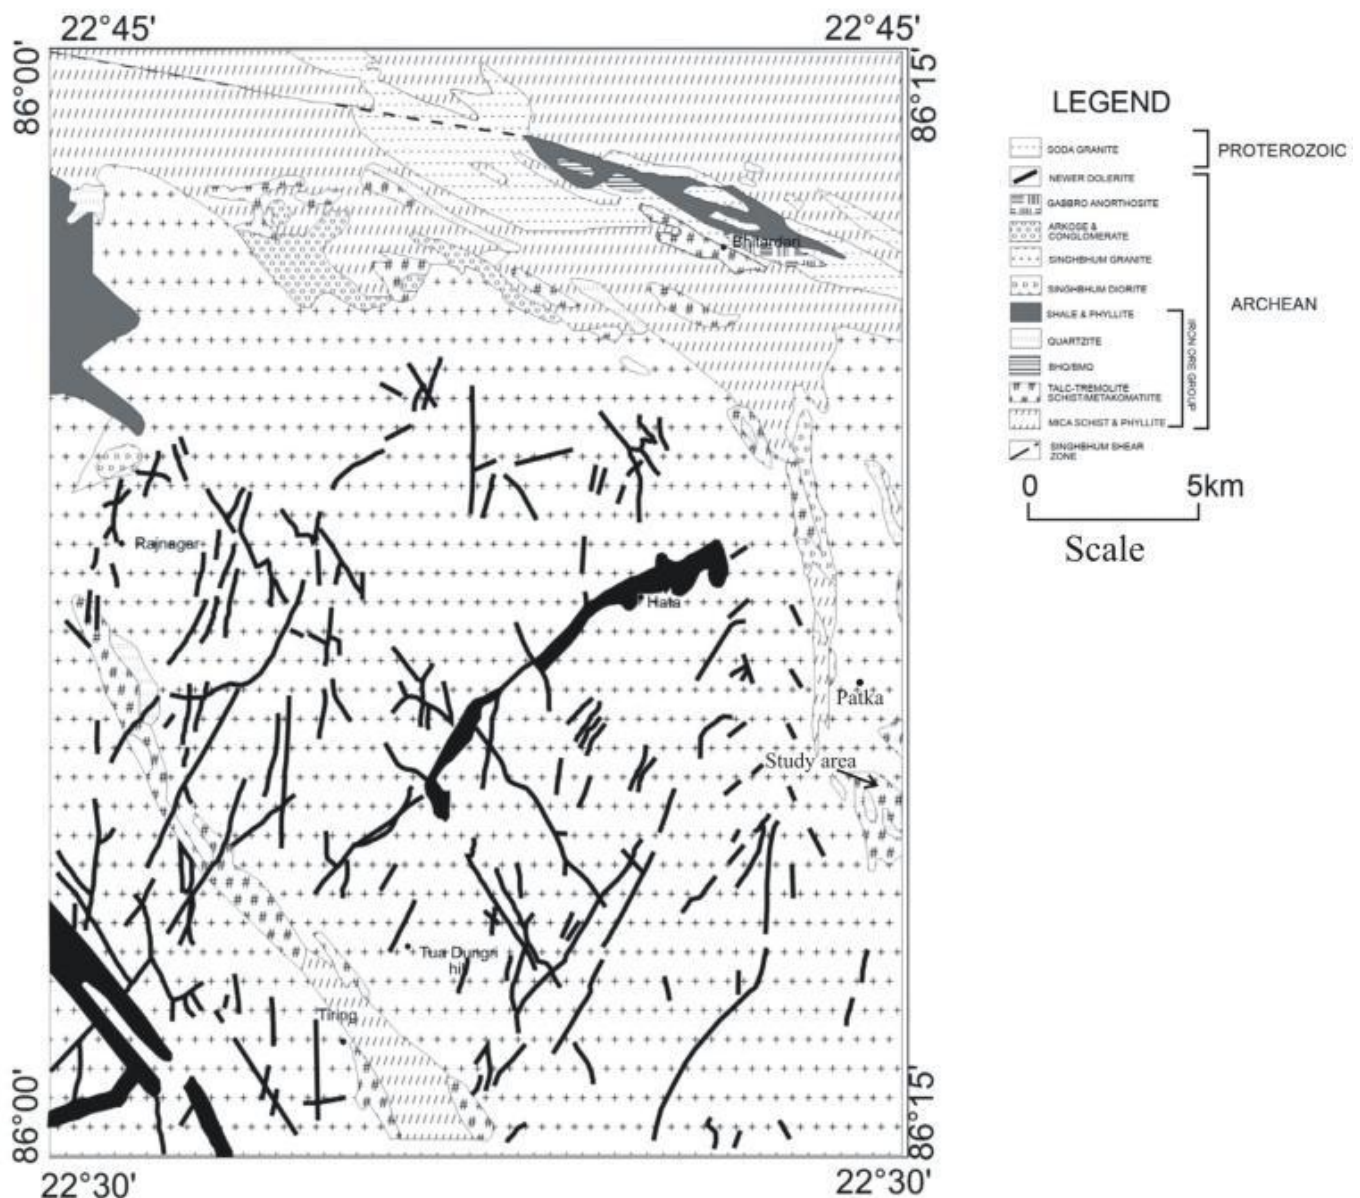 22°45'
22°45'
86°00'
86°15'
LEGEND
SODA GRANITE
PROTEROZOIC
NEWER DOLERITE
GABBRO ANORTHOSITE
ARKOSE &
CONGLOMERATE
SINGHBHUM GRANITE
SINGHBHUM DIORITE
ARCHEAN
SHALE & PHYLLITE
QUARTZITE
IRON ORE GROUP
BHQ/BMQ
TALC-TREMOLITE
SCHIST/METAKOMATIITE
MICA SCHIST & PHYLLITE
SINGHBHUM SHEAR
ZONE
0 5km
Scale
Bhitardari
Rajnagar
Hata
Patka
Study area
Tua Dungri
hill
Tiring
86°00'
86°15'
22°30'
22°30'